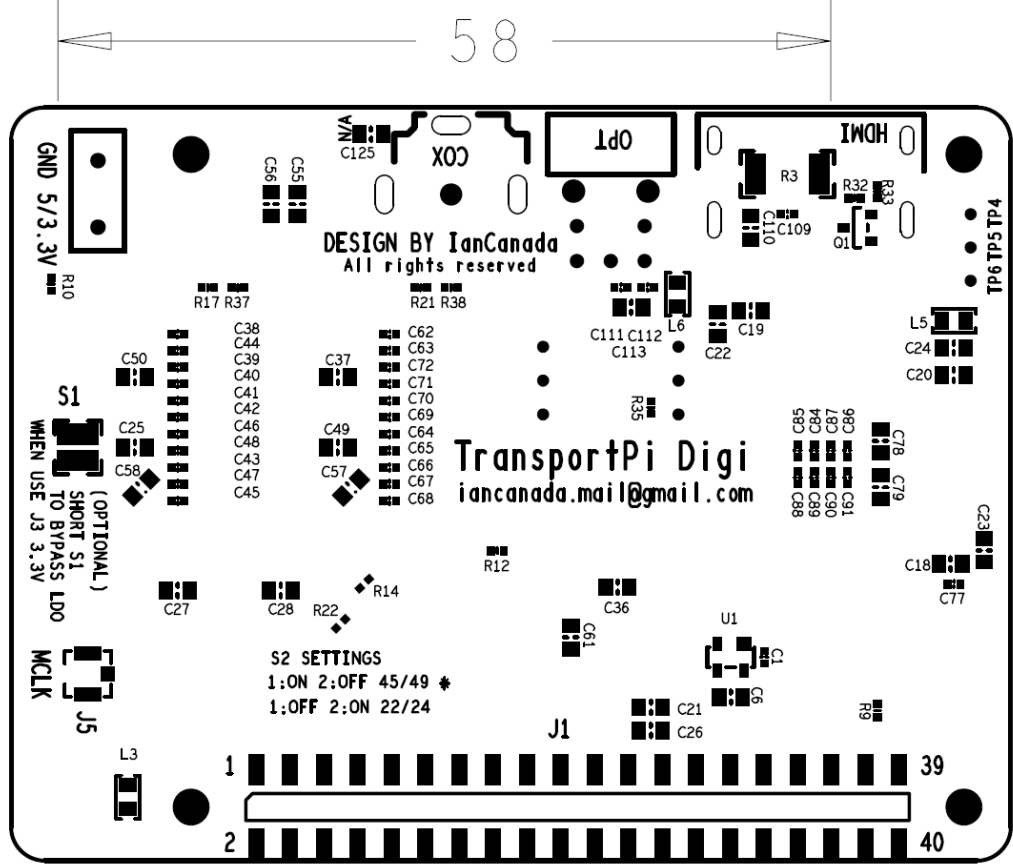 58
N/A
C125
COX
OPT
HDMI
GND 5/3.3V
C56
C55
R3
R32
R33
C110
C109
Q1
TP6 TP5 TP4
DESIGN BY IanCanada
All rights reserved
R10
R17 R37
R21 R38
L6
C111 C112
C113
C22
C19
L5
C24
C20
C38
C44
C39
C40
C41
C42
C46
C48
C43
C47
C45
C50
C37
C62
C63
C72
C71
C70
C69
C64
C65
C66
C67
C68
S1
C25
C58
C49
C57
R35
C85
C84
C87
C86
C88
C89
C90
C91
C78
C79
TransportPi Digi
iancanada.mail@gmail.com
(OPTIONAL)
SHORT S1
TO BYPASS LDO
WHEN USE J3 3.3V
C23
C18
C77
R12
R14
R22
C27
C28
C36
C61
U1
C1
C6
R9
S2 SETTINGS
1:ON 2:OFF 45/49 *
1:OFF 2:ON 22/24
MCLK
J5
C21
C26
J1
L3
1
39
2
40